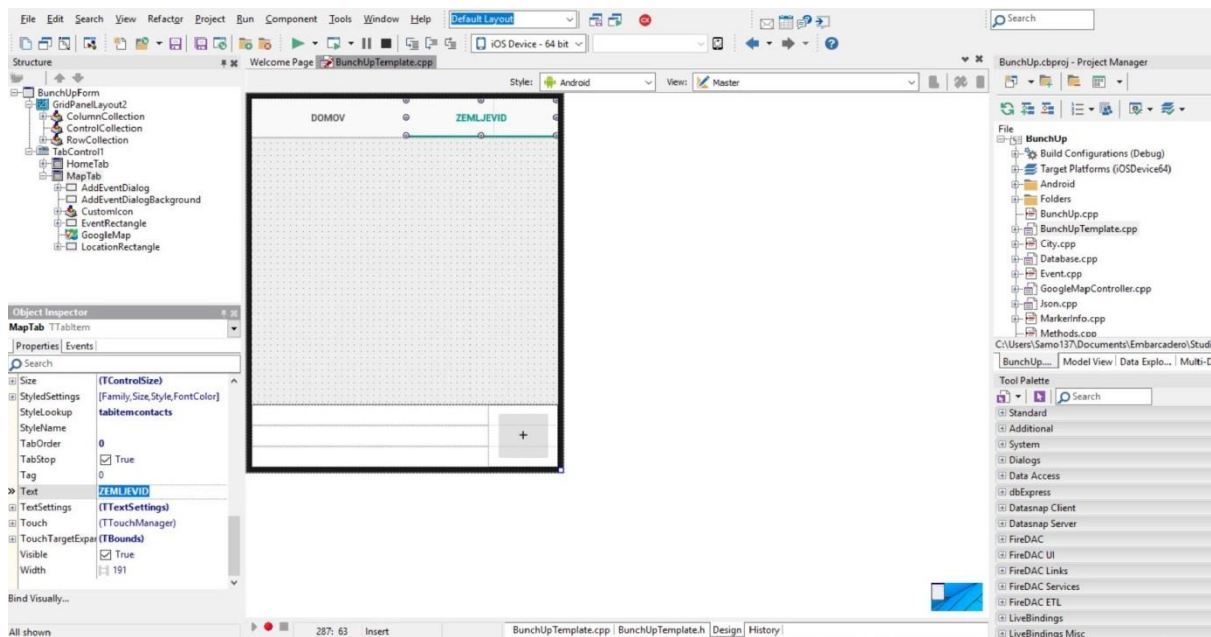 File Edit Search View Refactor Project Run Component Tools Window Help Default Layout
Search
iOS Device - 64 bit
Structure
BunchUpForm
GridPanelLayout2
ColumnCollection
ControlCollection
RowCollection
TabControl1
HomeTab
MapTab
AddEventDialog
AddEventDialogBackground
CustomIcon
EventRectangle
GoogleMap
LocationRectangle
Object Inspector
MapTab TTabItem
Properties Events
Search
Size (TControlSize)
StyledSettings [Family,Size,Style,FontColor]
StyleLookup tabitemcontacts
StyleName
TabOrder 0
TabStop True
Tag 0
Text ZEMLJEVID
TextSettings (TTextSettings)
Touch (TTouchManager)
TouchTargetExpan (TBounds)
Visible True
Width 191
Bind Visually...
All shown
Welcome Page BunchUpTemplate.cpp
Style: Android View: Master
DOMOV ZEMLJEVID
+
287: 63 Insert
BunchUpTemplate.cpp BunchUpTemplate.h Design History
BunchUp.cbproj - Project Manager
File
BunchUp
Build Configurations (Debug)
Target Platforms (iOSDevice64)
Android
Folders
BunchUp.cpp
BunchUpTemplate.cpp
City.cpp
Database.cpp
Event.cpp
GoogleMapController.cpp
Json.cpp
MarkerInfo.cpp
Methods.cpp
C:\Users\Samo137\Documents\Embarcadero\Studi
BunchUp.... Model View Data Explo... Multi-D
Tool Palette
Search
Standard
Additional
System
Dialogs
Data Access
dbExpress
Datasnap Client
Datasnap Server
FireDAC
FireDAC UI
FireDAC Links
FireDAC Services
FireDAC ETL
LiveBindings
LiveBindings Misc